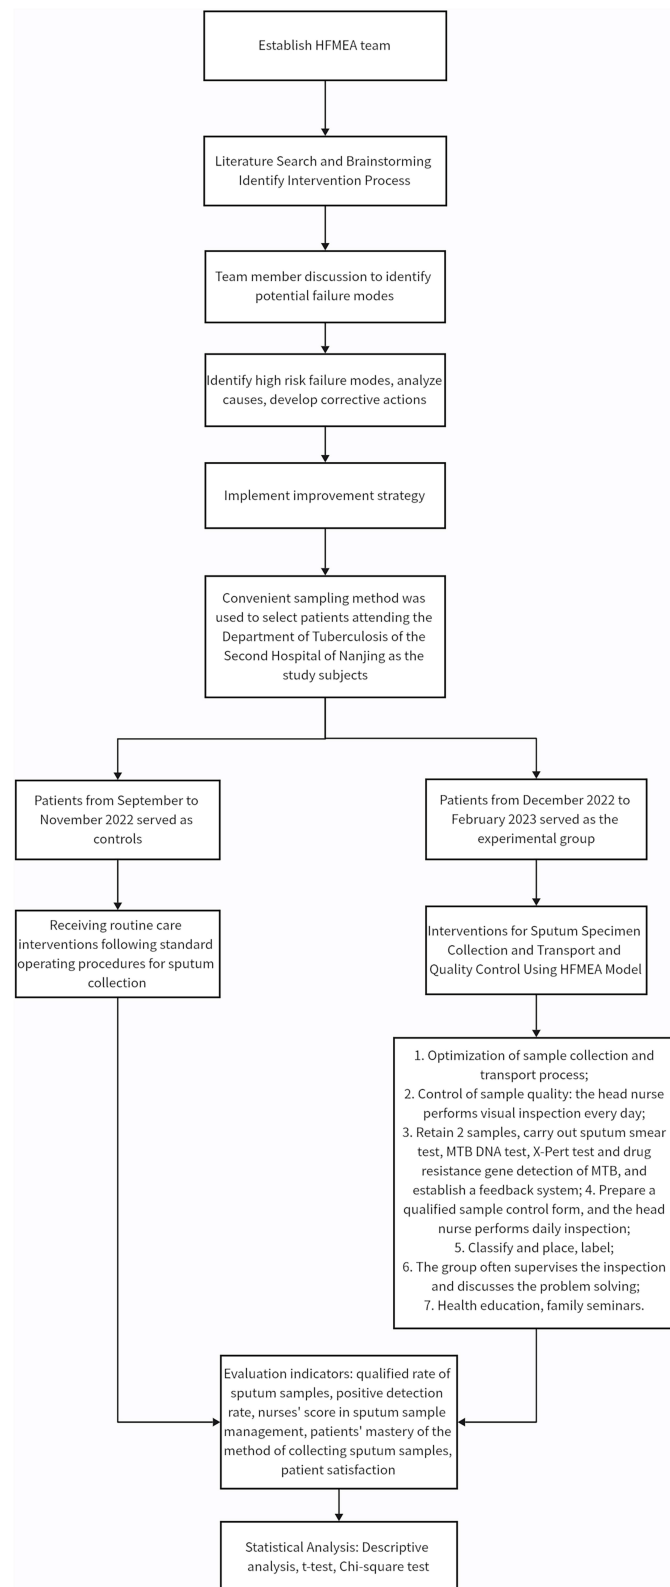 Establish HFMEA team
Literature Search and Brainstorming
Identify Intervention Process
Team member discussion to identify
potential failure modes
Identify high risk failure modes, analyze
causes, develop corrective actions
Implement improvement strategy
Convenient sampling method was
used to select patients attending the
Department of Tuberculosis of the
Second Hospital of Nanjing as the
study subjects
Patients from September to
November 2022 served as
controls
Patients from December 2022 to
February 2023 served as the
experimental group
Receiving routine care
interventions following standard
operating procedures for sputum
collection
Interventions for Sputum Specimen
Collection and Transport and
Quality Control Using HFMEA Model
1. Optimization of sample collection and
transport process;
2. Control of sample quality: the head nurse
performs visual inspection every day;
3. Retain 2 samples, carry out sputum smear
test, MTB DNA test, X-Pert test and drug
resistance gene detection of MTB, and
establish a feedback system; 4. Prepare a
qualified sample control form, and the head
nurse performs daily inspection;
5. Classify and place, label;
6. The group often supervises the inspection
and discusses the problem solving;
7. Health education, family seminars.
Evaluation indicators: qualified rate of
sputum samples, positive detection
rate, nurses' score in sputum sample
management, patients' mastery of the
method of collecting sputum samples,
patient satisfaction
Statistical Analysis: Descriptive
analysis, t-test, Chi-square test